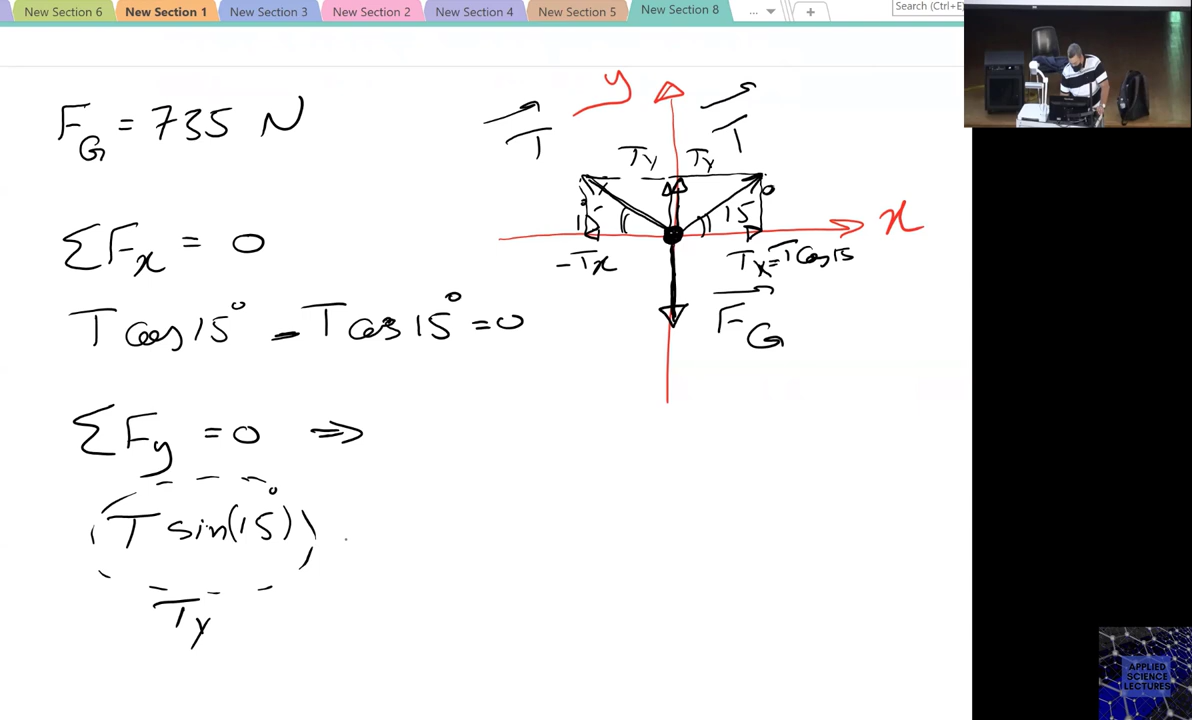 New Section 6
New Section 1
New Section 3
New Section 2
New Section 4
New Section 5
New Section 8
...
+
Search (Ctrl+E)
F_G = 735 N
ΣF_x = 0
T cos 15° - T cos 15° = 0
ΣF_y = 0 ⇒
T sin(15°)
T_y
y
T
T
T_y
T_y
15
15°
x
-T_x
T_x = T cos 15
F_G
APPLIED
SCIENCE
LECTURES